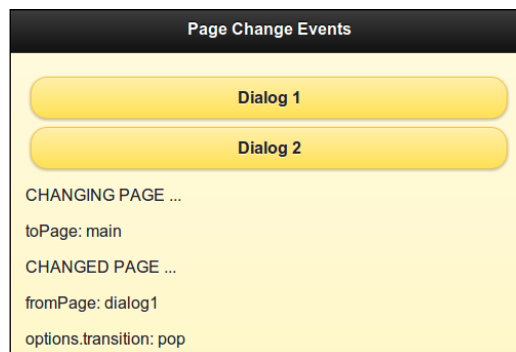 Page Change Events
Dialog 1
Dialog 2
CHANGING PAGE ...
toPage: main
CHANGED PAGE ...
fromPage: dialog1
options.transition: pop